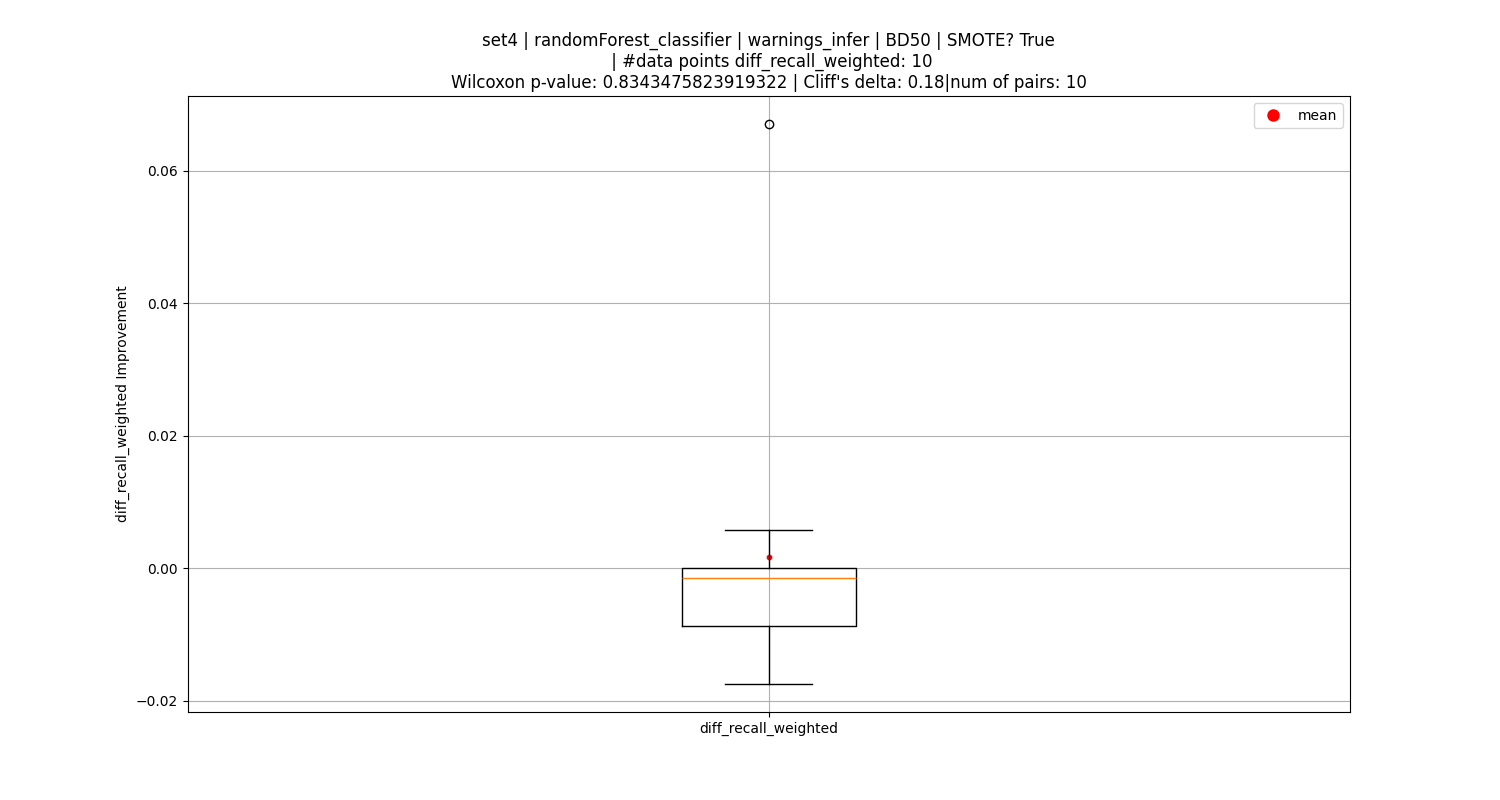 set4 | randomForest_classifier | warnings_infer | BD50 | SMOTE? True
| #data points diff_recall_weighted: 10
Wilcoxon p-value: 0.8343475823919322 | Cliff's delta: 0.18|num of pairs: 10
mean
0.06
0.04
0.02
0.00
−0.02
diff_recall_weighted Improvement
diff_recall_weighted